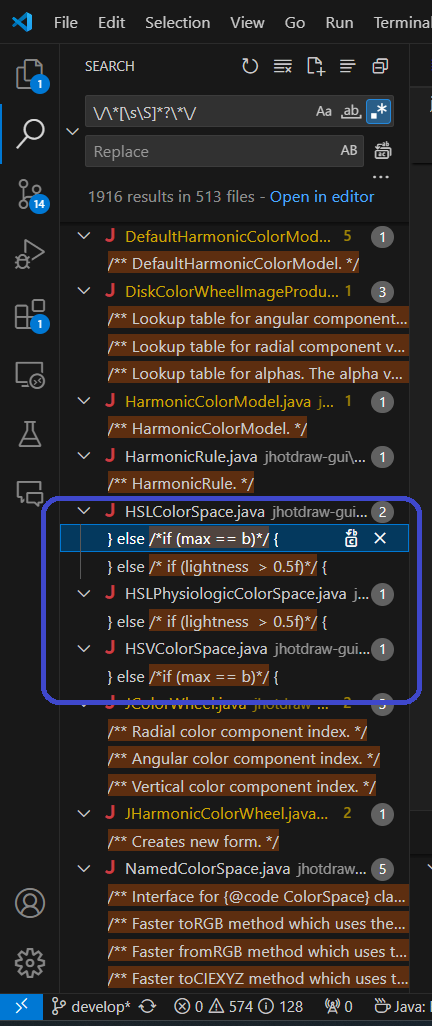 File Edit Selection View Go Run Terminal
SEARCH
1
\/\*[\s\S]*?\*\/ Aa ab .*
Replace AB
14
1916 results in 513 files - Open in editor
J DefaultHarmonicColorMod... 5 1
/** DefaultHarmonicColorModel. */
J DiskColorWheelImageProdu... 1 3
/** Lookup table for angular component...
1
/** Lookup table for radial component v...
/** Lookup table for alphas. The alpha v...
J HarmonicColorModel.java j... 1 1
/** HarmonicColorModel. */
J HarmonicRule.java jhotdraw-gui\... 1
/** HarmonicRule. */
J HSLColorSpace.java jhotdraw-gui... 2
} else /*if (max == b)*/ {
} else /* if (lightness > 0.5f)*/ {
J HSLPhysiologicColorSpace.java j... 1
} else /* if (lightness > 0.5f)*/ {
J HSVColorSpace.java jhotdraw-gui... 1
} else /*if (max == b)*/ {
J JColorWheel.java jhotdraw-... 2 3
/** Radial color component index. */
/** Angular color component index. */
/** Vertical color component index. */
J JHarmonicColorWheel.java... 2 1
/** Creates new form. */
J NamedColorSpace.java jhotdraw... 5
/** Interface for {@code ColorSpace} cla...
/** Faster toRGB method which uses the...
/** Faster fromRGB method which uses t...
/** Faster toCIEXYZ method which uses t...
develop* 0 574 128 0 Java: